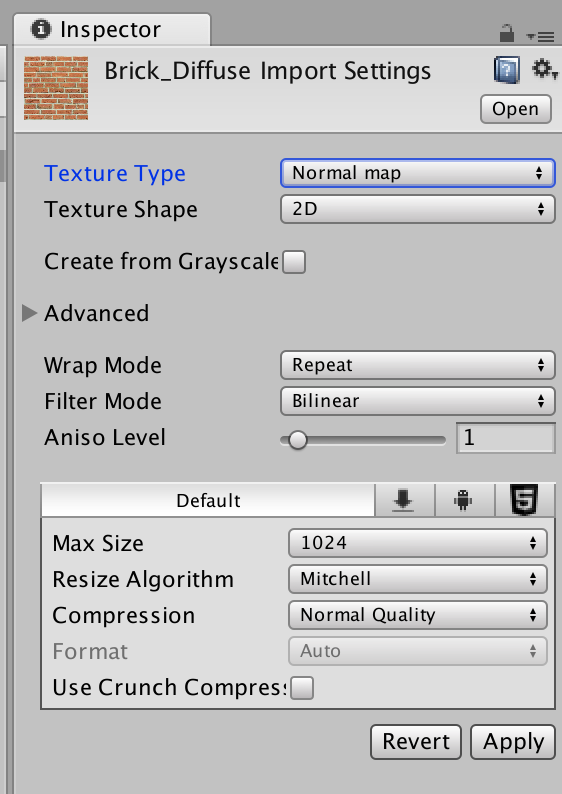 Inspector
Brick_Diffuse Import Settings
Open
Texture Type Normal map
Texture Shape 2D
Create from Grayscale
Advanced
Wrap Mode Repeat
Filter Mode Bilinear
Aniso Level 1
Default
Max Size 1024
Resize Algorithm Mitchell
Compression Normal Quality
Format Auto
Use Crunch Compress
Revert Apply